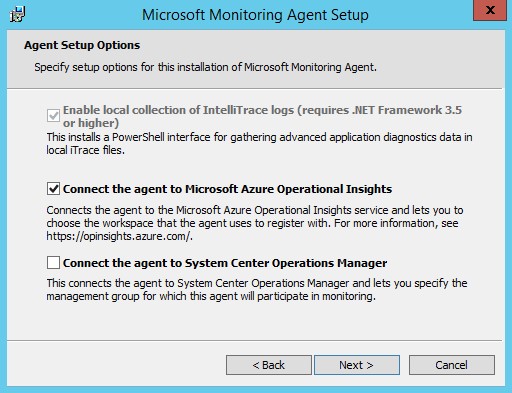 Microsoft Monitoring Agent Setup
x
Agent Setup Options
Specify setup options for this installation of Microsoft Monitoring Agent.
Enable local collection of IntelliTrace logs (requires .NET Framework 3.5
or higher)
This installs a PowerShell interface for gathering advanced application diagnostics data in
local iTrace files.
Connect the agent to Microsoft Azure Operational Insights
Connects the agent to the Microsoft Azure Operational Insights service and lets you to
choose the workspace that the agent uses to register with. For more information, see
https://opinsights.azure.com/.
Connect the agent to System Center Operations Manager
This connects the agent to System Center Operations Manager and lets you specify the
management group for which this agent will participate in monitoring.
< Back
Next >
Cancel